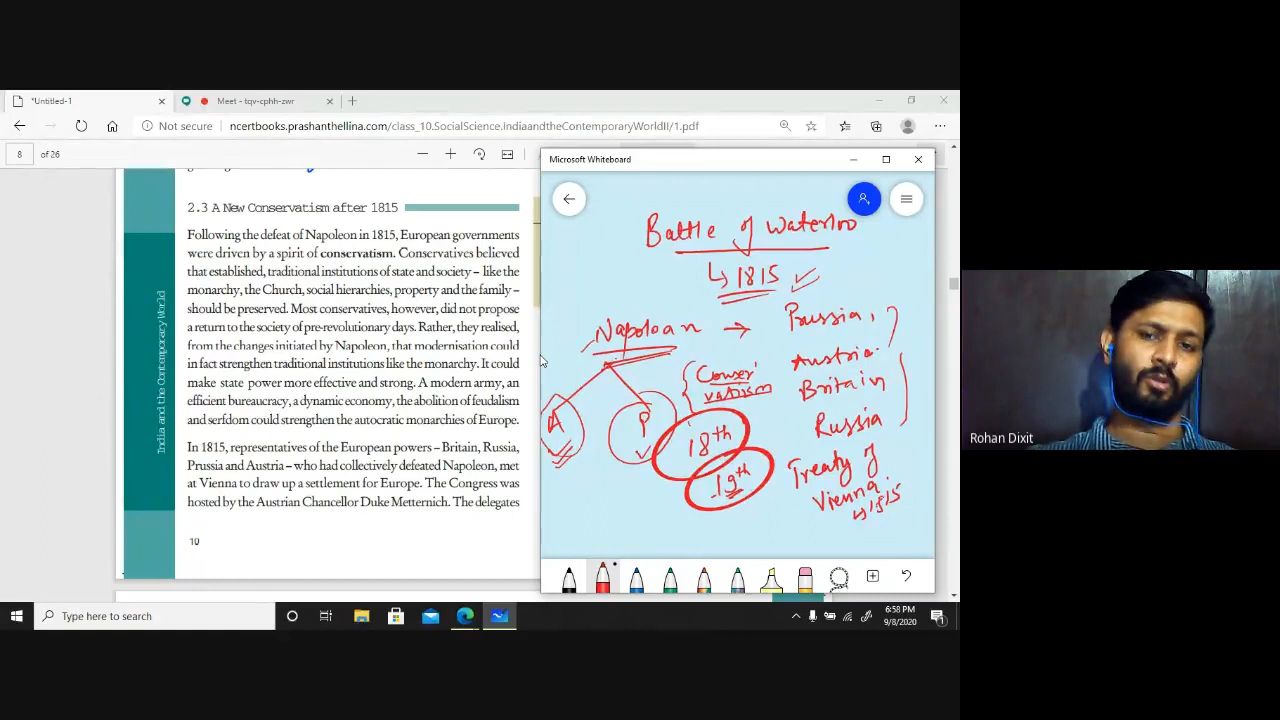 *Untitled-1
Meet - tqv-cphh-zwr
Not secure
ncertbooks.prashanthellina.com/class_10.SocialScience.IndiaandtheContemporaryWorldII/1.pdf
8 of 26
2.3 A New Conservatism after 1815
Following the defeat of Napoleon in 1815, European governments
were driven by a spirit of conservatism. Conservatives believed
that established, traditional institutions of state and society – like the
monarchy, the Church, social hierarchies, property and the family –
should be preserved. Most conservatives, however, did not propose
a return to the society of pre-revolutionary days. Rather, they realised,
from the changes initiated by Napoleon, that modernisation could
in fact strengthen traditional institutions like the monarchy. It could
make state power more effective and strong. A modern army, an
efficient bureaucracy, a dynamic economy, the abolition of feudalism
and serfdom could strengthen the autocratic monarchies of Europe.
In 1815, representatives of the European powers – Britain, Russia,
Prussia and Austria – who had collectively defeated Napoleon, met
at Vienna to draw up a settlement for Europe. The Congress was
hosted by the Austrian Chancellor Duke Metternich. The delegates
10
India and the Contemporary World
Microsoft Whiteboard
Battle of Waterloo
↳ 1815 ✓
Napoloan → Prussia,
Austria.
Conser
vatism
Britain
A P
18th
Russia
19th
Treaty of
Vienna.
↳ 1815
Rohan Dixit
Type here to search
6:58 PM
9/8/2020
1